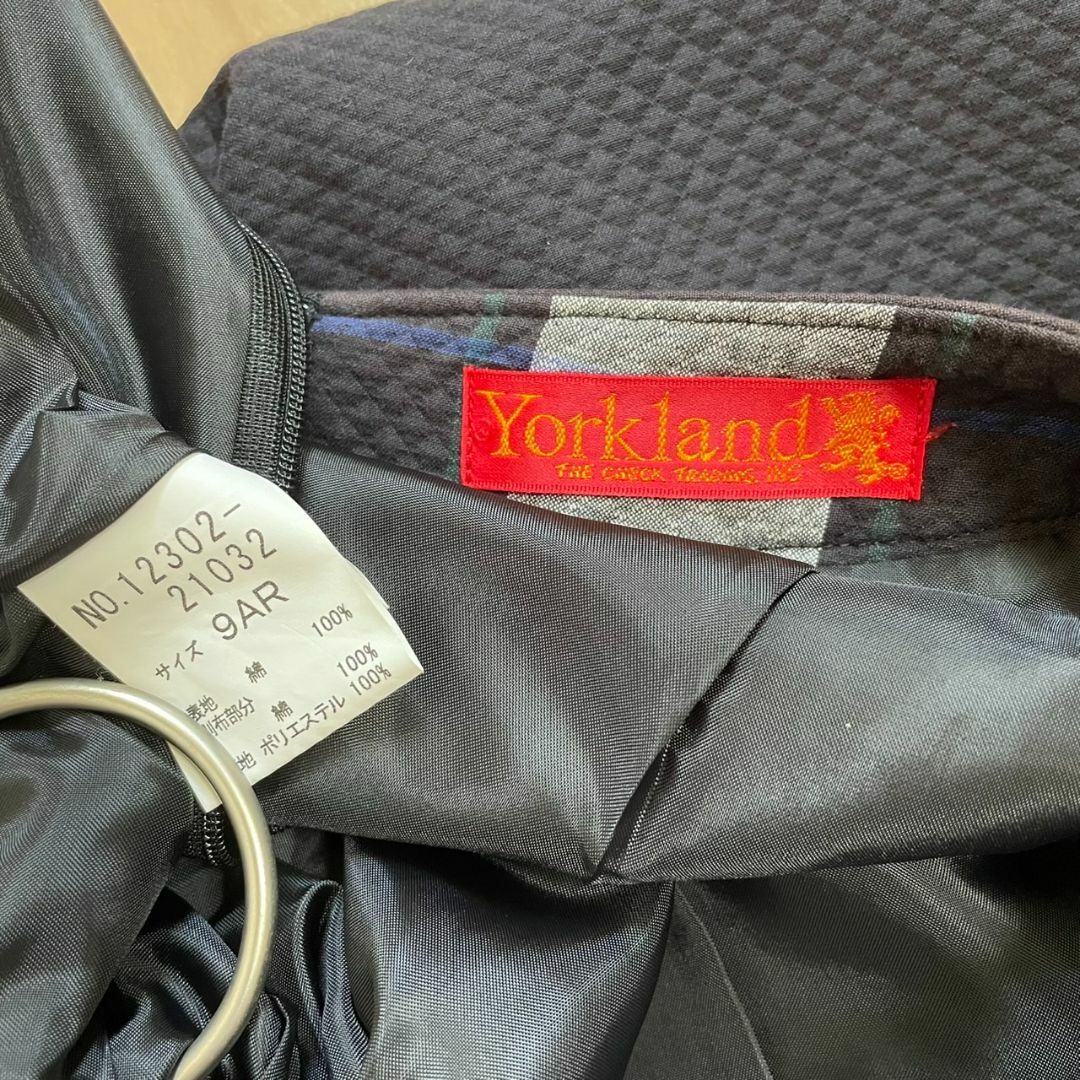 Yorkland
THE CHECK TRADING, INC
NO.12302-
21032
サイズ 9AR
表地 綿 100%
別布部分 綿 100%
地 ポリエステル 100%